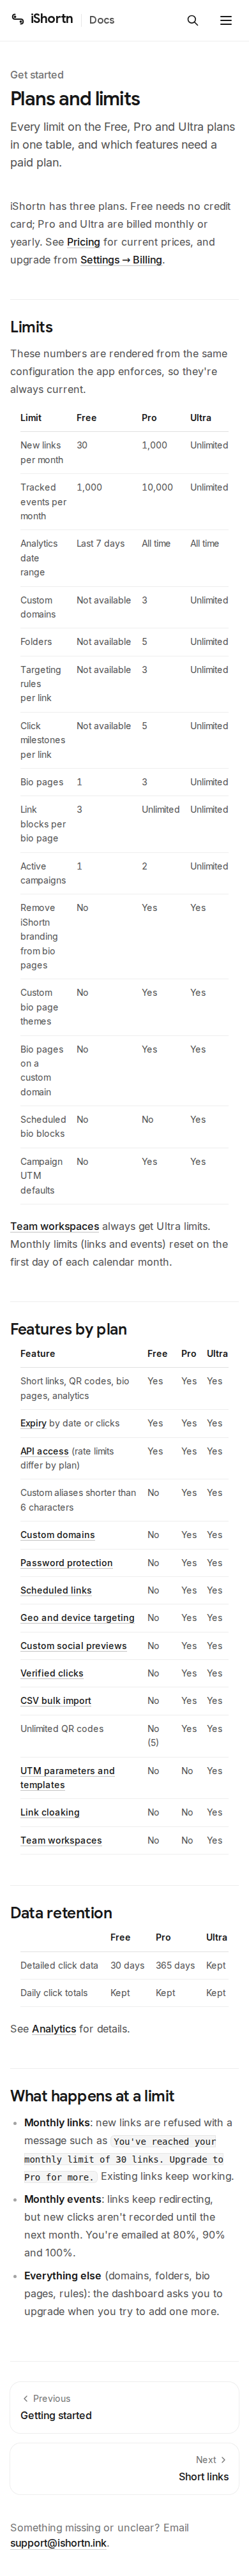 iShortn Docs
Get started
Plans and limits
Every limit on the Free, Pro and Ultra plans
in one table, and which features need a
paid plan.
iShortn has three plans. Free needs no credit
card; Pro and Ultra are billed monthly or
yearly. See Pricing for current prices, and
upgrade from Settings → Billing.
Limits
These numbers are rendered from the same
configuration the app enforces, so they're
always current.
Limit Free Pro Ultra
New links 30 1,000 Unlimited
per month
Tracked 1,000 10,000 Unlimited
events per
month
Analytics Last 7 days All time All time
date
range
Custom Not available 3 Unlimited
domains
Folders Not available 5 Unlimited
Targeting Not available 3 Unlimited
rules
per link
Click Not available 5 Unlimited
milestones
per link
Bio pages 1 3 Unlimited
Link 3 Unlimited Unlimited
blocks per
bio page
Active 1 2 Unlimited
campaigns
Remove No Yes Yes
iShortn
branding
from bio
pages
Custom No Yes Yes
bio page
themes
Bio pages No Yes Yes
on a
custom
domain
Scheduled No No Yes
bio blocks
Campaign No Yes Yes
UTM
defaults
Team workspaces always get Ultra limits.
Monthly limits (links and events) reset on the
first day of each calendar month.
Features by plan
Feature Free Pro Ultra
Short links, QR codes, bio Yes Yes Yes
pages, analytics
Expiry by date or clicks Yes Yes Yes
API access (rate limits Yes Yes Yes
differ by plan)
Custom aliases shorter than No Yes Yes
6 characters
Custom domains No Yes Yes
Password protection No Yes Yes
Scheduled links No Yes Yes
Geo and device targeting No Yes Yes
Custom social previews No Yes Yes
Verified clicks No Yes Yes
CSV bulk import No Yes Yes
Unlimited QR codes No Yes Yes
(5)
UTM parameters and No No Yes
templates
Link cloaking No No Yes
Team workspaces No No Yes
Data retention
Free Pro Ultra
Detailed click data 30 days 365 days Kept
Daily click totals Kept Kept Kept
See Analytics for details.
What happens at a limit
• Monthly links: new links are refused with a
message such as You've reached your
monthly limit of 30 links. Upgrade to
Pro for more. Existing links keep working.
• Monthly events: links keep redirecting,
but new clicks aren't recorded until the
next month. You're emailed at 80%, 90%
and 100%.
• Everything else (domains, folders, bio
pages, rules): the dashboard asks you to
upgrade when you try to add one more.
Previous
Getting started
Next
Short links
Something missing or unclear? Email
support@ishortn.ink.